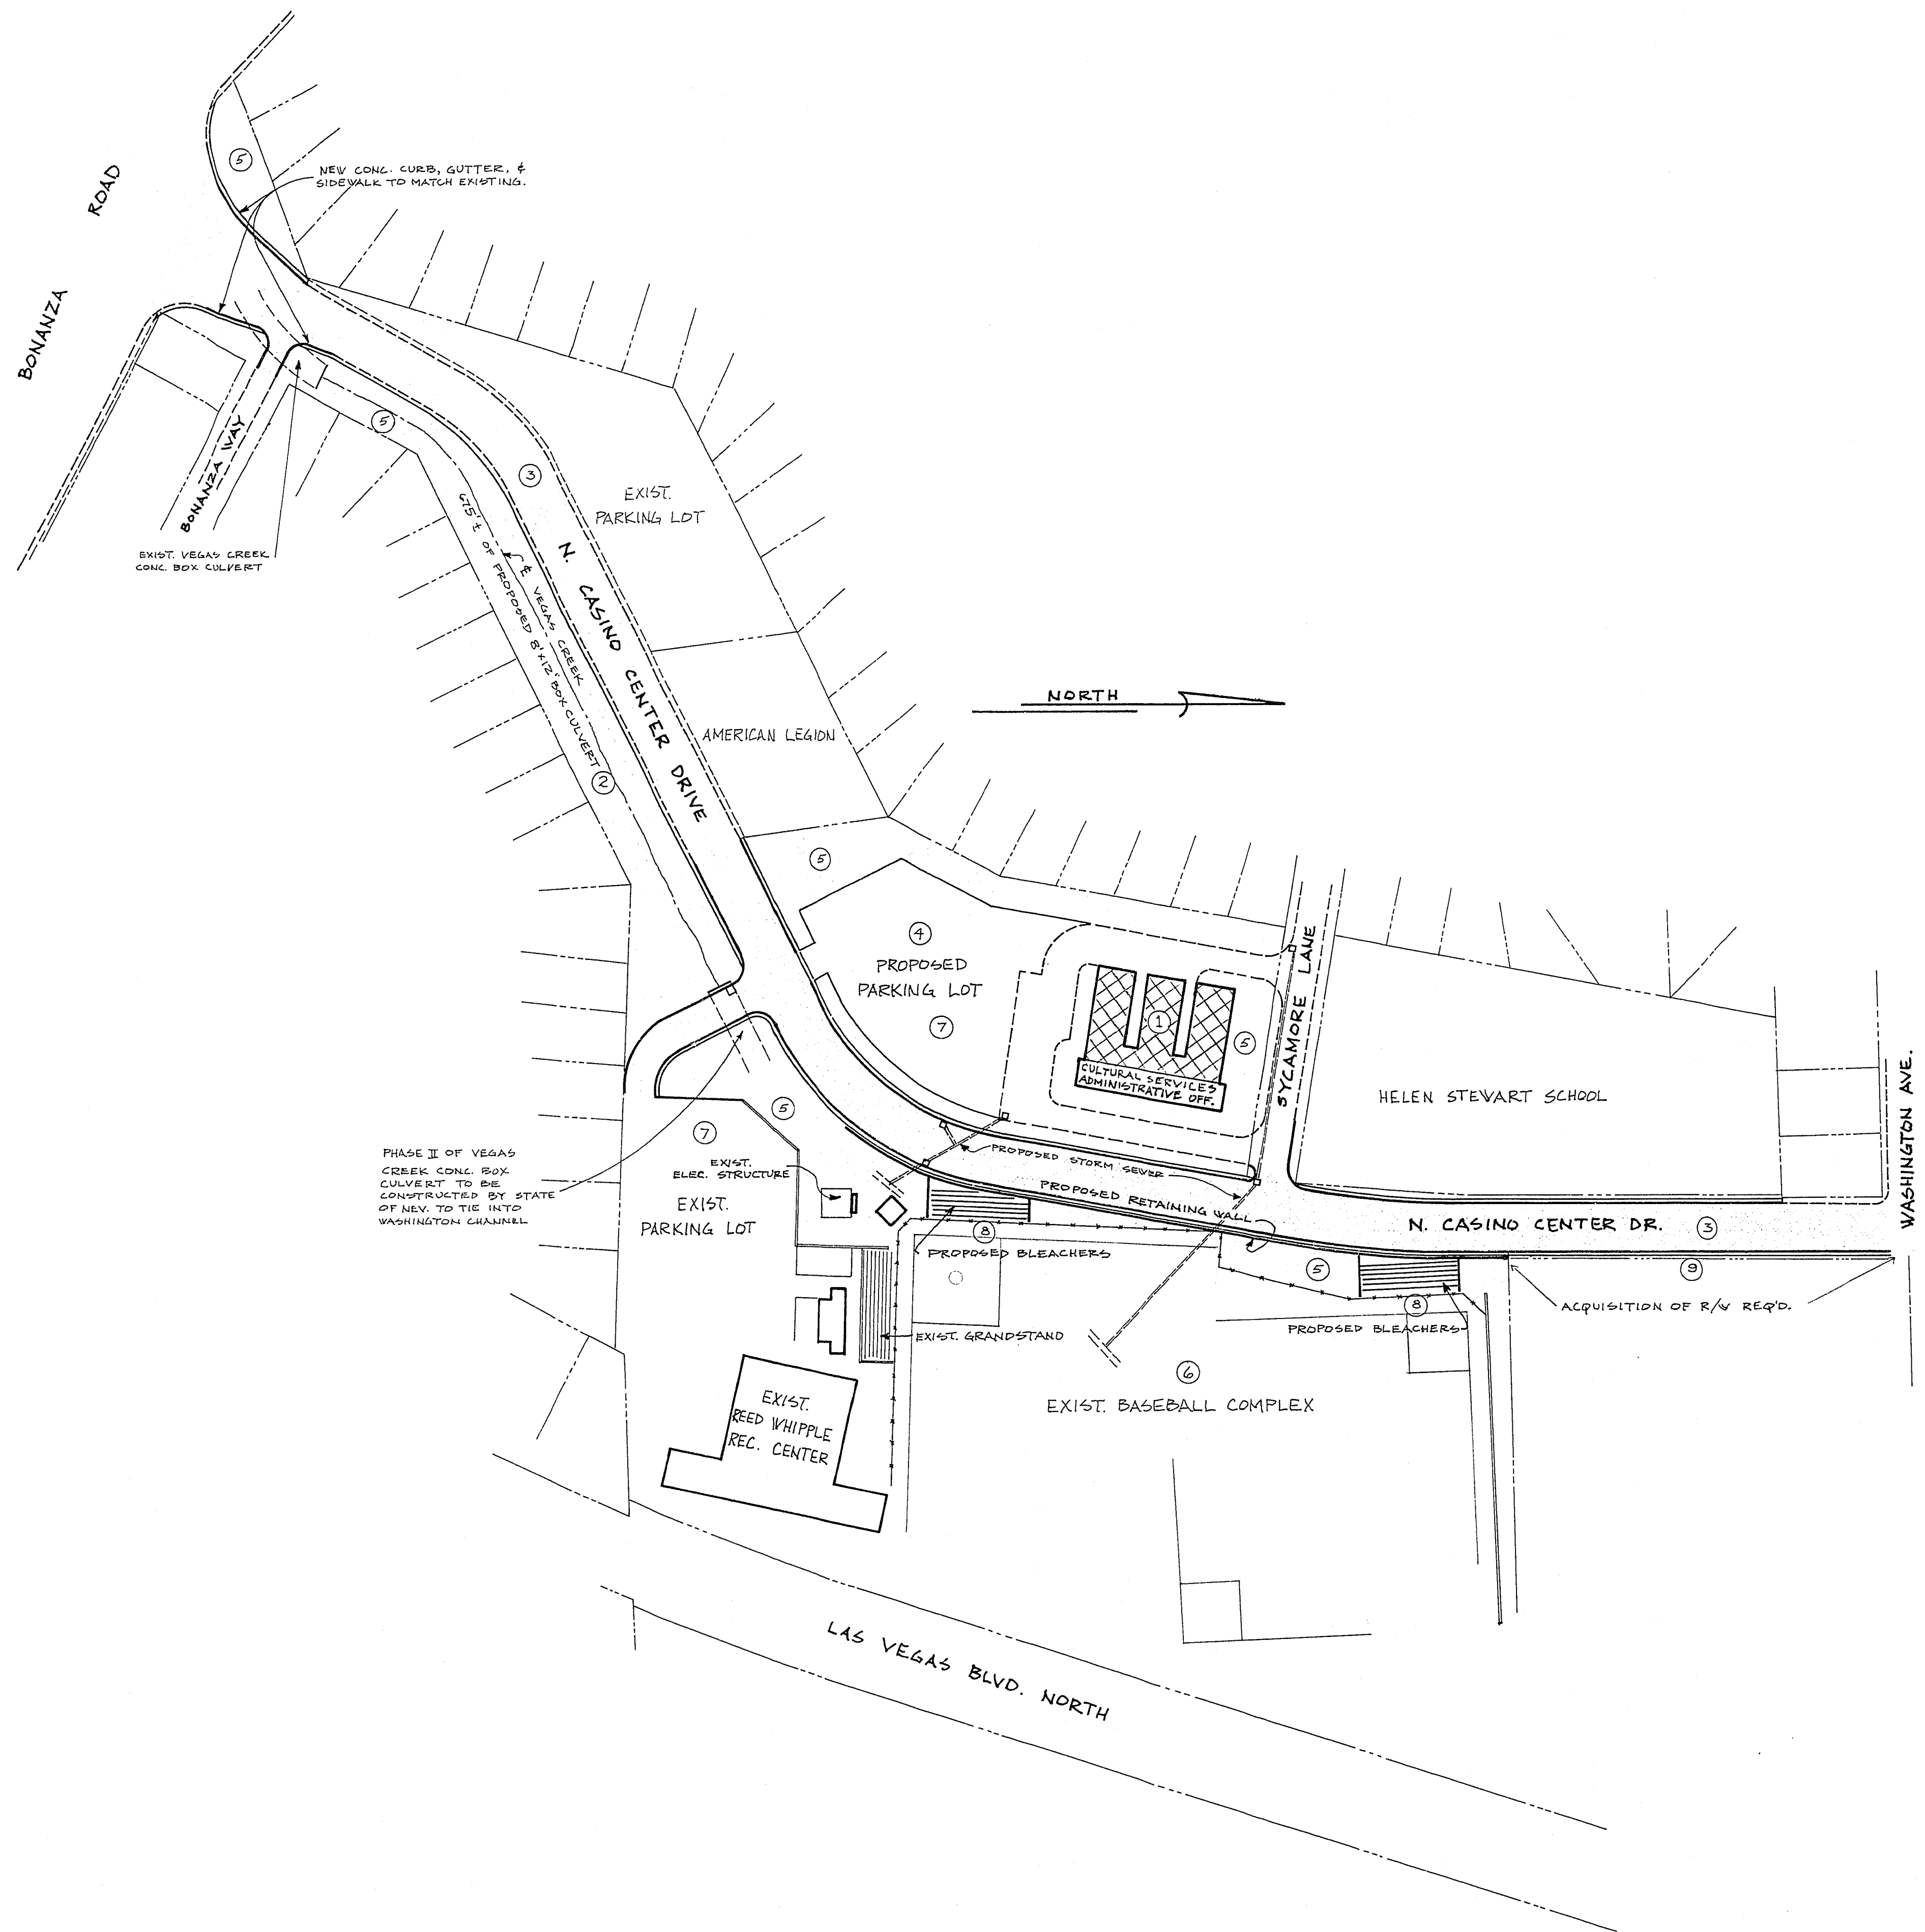 ROAD
BONANZA
5
NEW CONC. CURB, GUTTER, &
SIDEWALK TO MATCH EXISTING.
5
BONANZA WAY
EXIST. VEGAS CREEK
CONC. BOX CULVERT
3
EXIST.
PARKING LOT
675'± OF PROPOSED 8'X12' BOX CULVERT
℄ VEGAS CREEK
2
N. CASINO CENTER DRIVE
NORTH
AMERICAN LEGION
5
4
PROPOSED
PARKING LOT
7
1
CULTURAL SERVICES
ADMINISTRATIVE OFF.
5
SYCAMORE LANE
HELEN STEWART SCHOOL
WASHINGTON AVE.
5
7
PHASE II OF VEGAS
CREEK CONC. BOX
CULVERT TO BE
CONSTRUCTED BY STATE
OF NEV. TO TIE INTO
WASHINGTON CHANNEL
EXIST.
ELEC. STRUCTURE
EXIST.
PARKING LOT
PROPOSED STORM SEWER
PROPOSED RETAINING WALL
N. CASINO CENTER DR.
3
8
PROPOSED BLEACHERS
5
9
8
ACQUISITION OF R/W REQ'D.
PROPOSED BLEACHERS
EXIST. GRANDSTAND
6
EXIST. BASEBALL COMPLEX
EXIST.
REED WHIPPLE
REC. CENTER
LAS VEGAS BLVD. NORTH